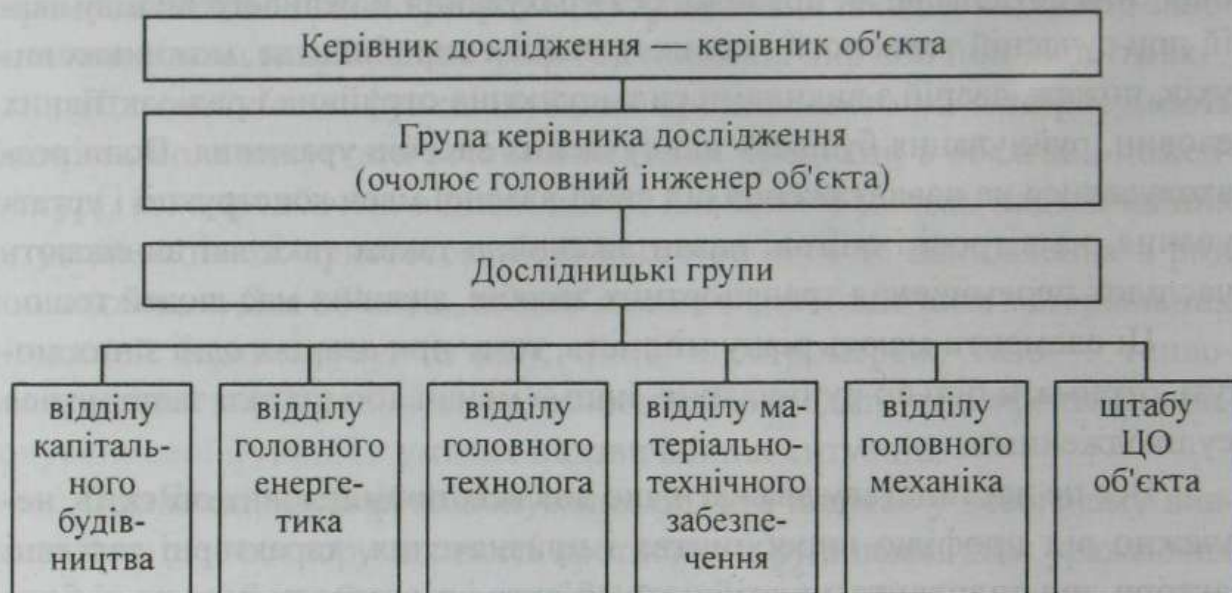 Керівник дослідження — керівник об'єкта
Група керівника дослідження
(очолює головний інженер об'єкта)
Дослідницькі групи
відділу
капіталь-
ного
будів-
ництва
відділу
головного
енерге-
тика
відділу
головного
технолога
відділу ма-
теріально-
технічного
забезпе-
чення
відділу
головного
механіка
штабу
ЦО
об'єкта